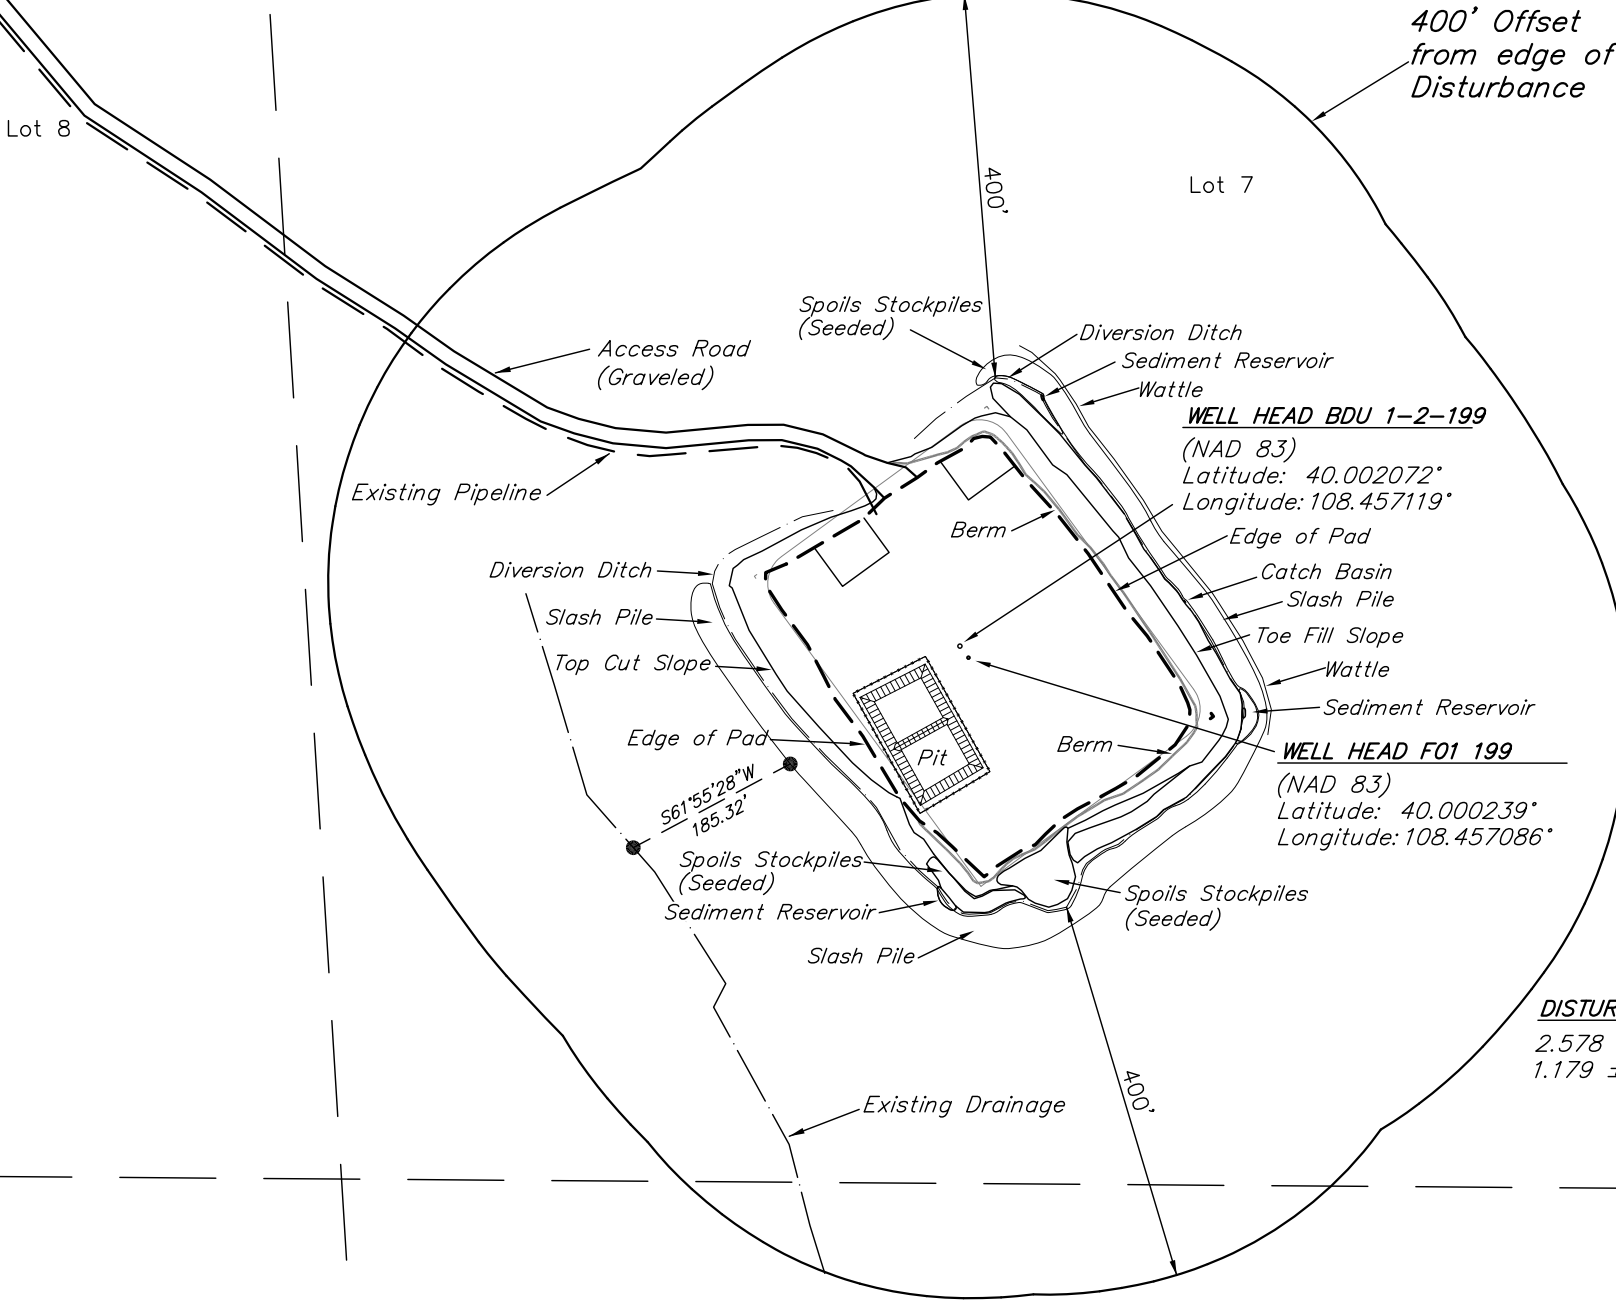 400' Offset
from edge of
Disturbance
Lot 8
Lot 7
400'
Spoils Stockpiles
(Seeded)
Diversion Ditch
Sediment Reservoir
Wattle
Access Road
(Graveled)
WELL HEAD BDU 1-2-199
(NAD 83)
Latitude: 40.002072°
Longitude: 108.457119°
Existing Pipeline
Berm
Edge of Pad
Diversion Ditch
Catch Basin
Slash Pile
Slash Pile
Toe Fill Slope
Top Cut Slope
Wattle
Sediment Reservoir
Edge of Pad
Berm
Pit
WELL HEAD F01 199
(NAD 83)
Latitude: 40.000239°
Longitude: 108.457086°
S61°55'28"W
185.32'
Spoils Stockpiles
(Seeded)
Sediment Reservoir
Spoils Stockpiles
(Seeded)
Slash Pile
DISTUR
2.578
1.179 ±
400'
Existing Drainage